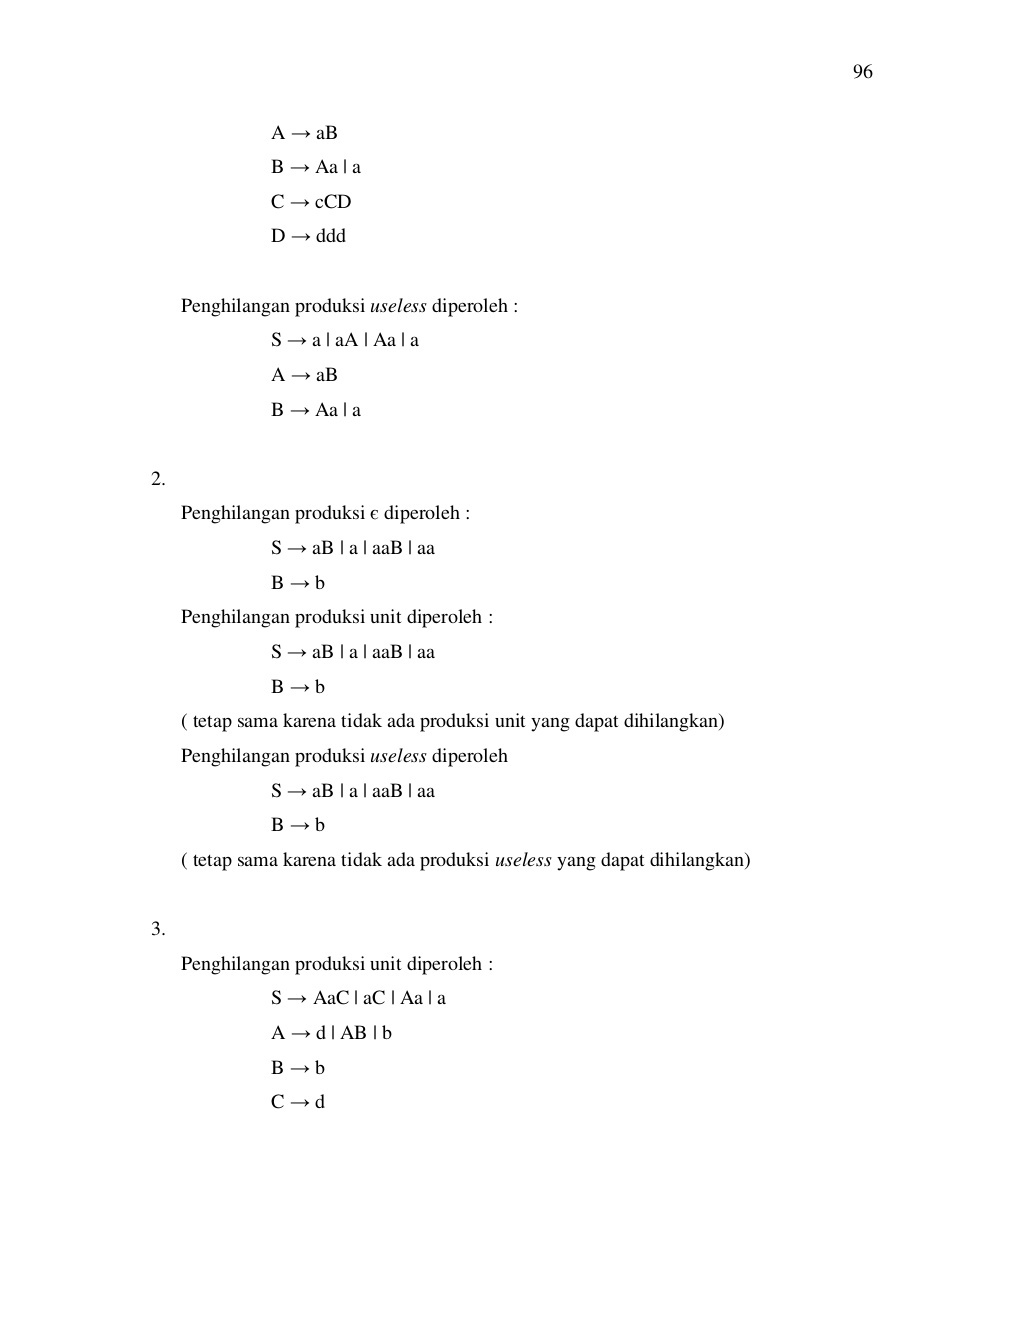 96
A → aB
B → Aa | a
C → cCD
D → ddd
Penghilangan produksi useless diperoleh :
S → a | aA | Aa | a
A → aB
B → Aa | a
2.
Penghilangan produksi ϵ diperoleh :
S → aB | a | aaB | aa
B → b
Penghilangan produksi unit diperoleh :
S → aB | a | aaB | aa
B → b
( tetap sama karena tidak ada produksi unit yang dapat dihilangkan)
Penghilangan produksi useless diperoleh
S → aB | a | aaB | aa
B → b
( tetap sama karena tidak ada produksi useless yang dapat dihilangkan)
3.
Penghilangan produksi unit diperoleh :
S → AaC | aC | Aa | a
A → d | AB | b
B → b
C → d